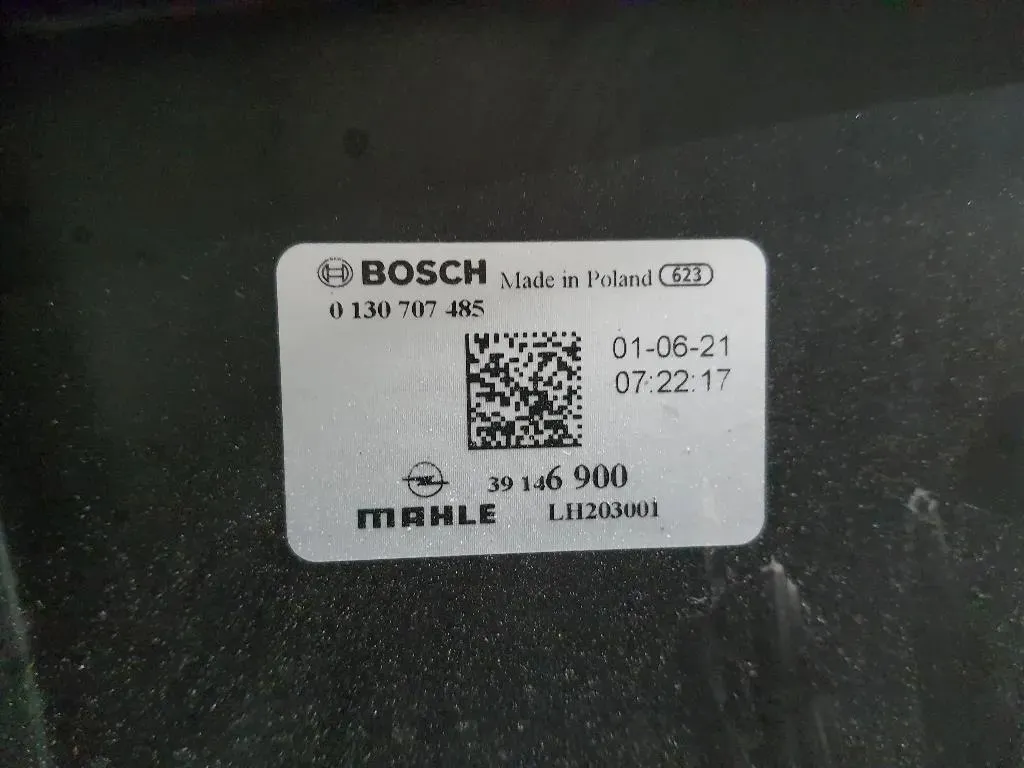 BOSCH Made in Poland 623
0 130 707 485
01-06-21
07:22:17
39 146 900
MAHLE LH203001